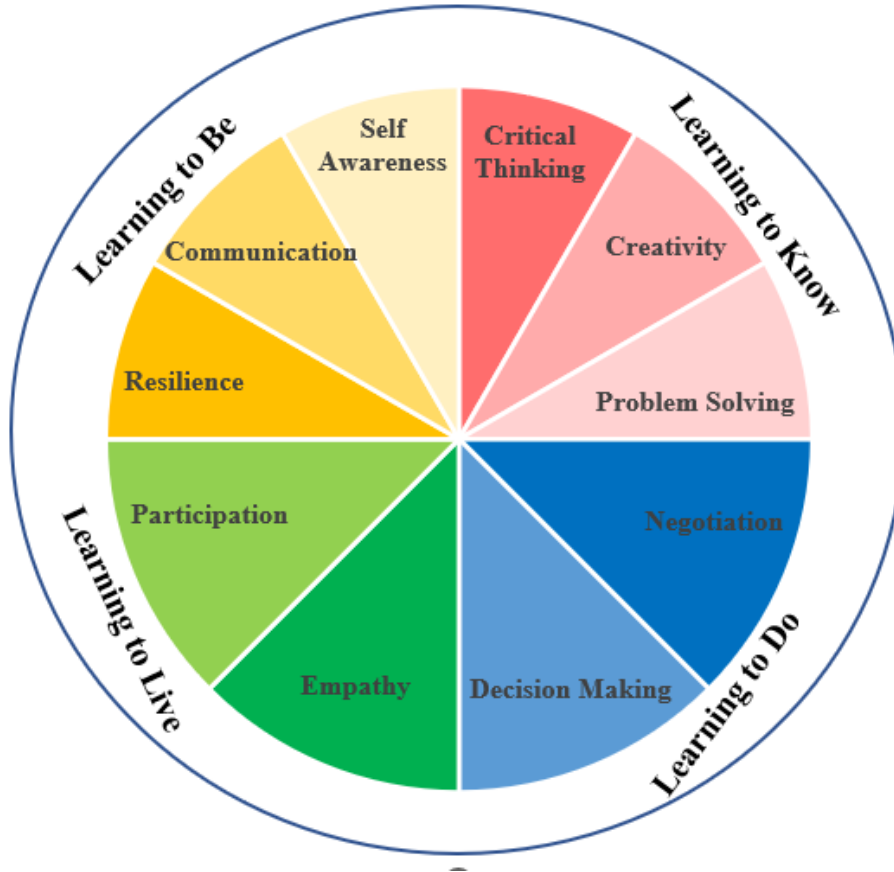 Learning to Be
Learning to Know
Self
Awareness
Critical
Thinking
Creativity
Communication
Resilience
Problem Solving
Participation
Negotiation
Empathy
Decision Making
Learning to Live
Learning to Do